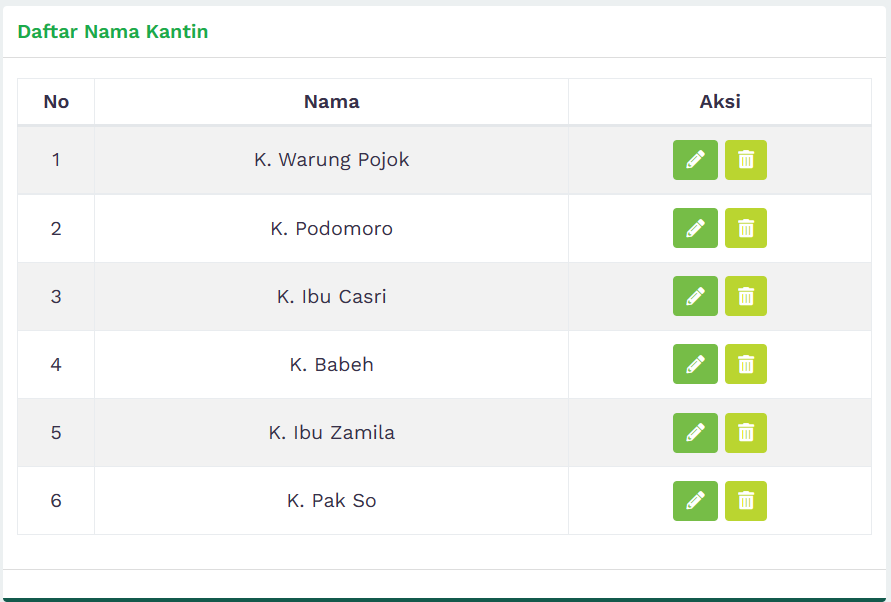 Daftar Nama Kantin
No Nama Aksi
1 K. Warung Pojok
2 K. Podomoro
3 K. Ibu Casri
4 K. Babeh
5 K. Ibu Zamila
6 K. Pak So